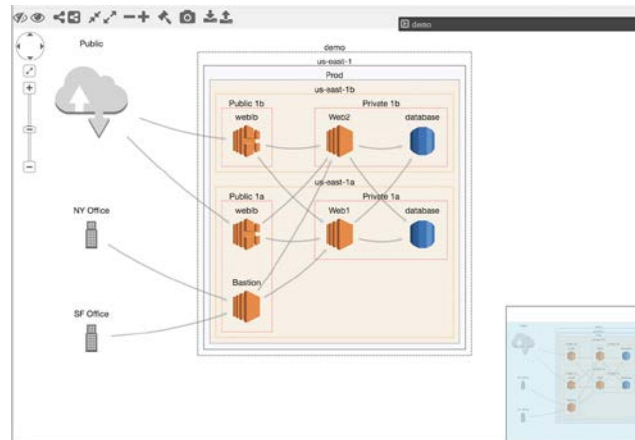 demo
Public
demo
us-east-1
Prod
us-east-1b
Public 1b
Private 1b
weblb
Web2
database
us-east-1a
Public 1a
Private 1a
weblb
Web1
database
NY Office
Bastion
SF Office